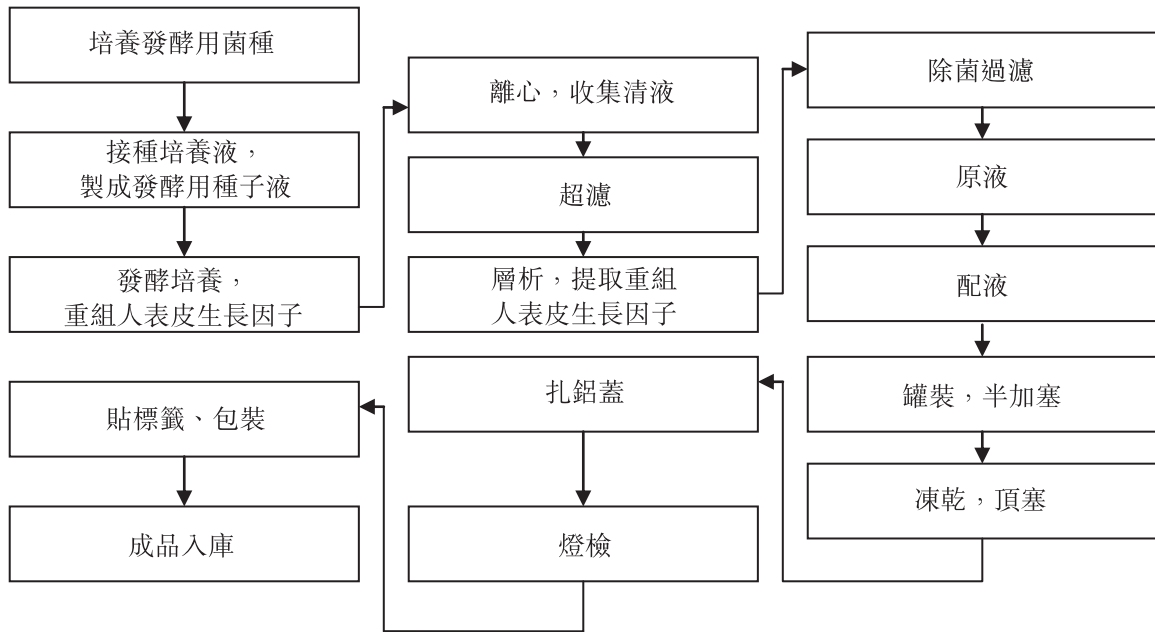 培養發酵用菌種
接種培養液，
製成發酵用種子液
發酵培養，
重組人表皮生長因子
離心，收集清液
超濾
層析，提取重組
人表皮生長因子
除菌過濾
原液
配液
罐裝，半加塞
凍乾，頂塞
扎鋁蓋
燈檢
貼標籤、包裝
成品入庫